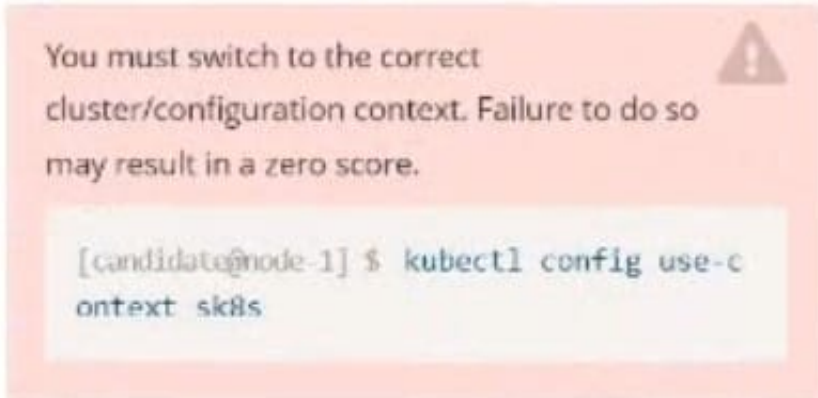 You must switch to the correct
cluster/configuration context. Failure to do so
may result in a zero score.
[candidate@node-1] $ kubectl config use-c
ontext sk8s